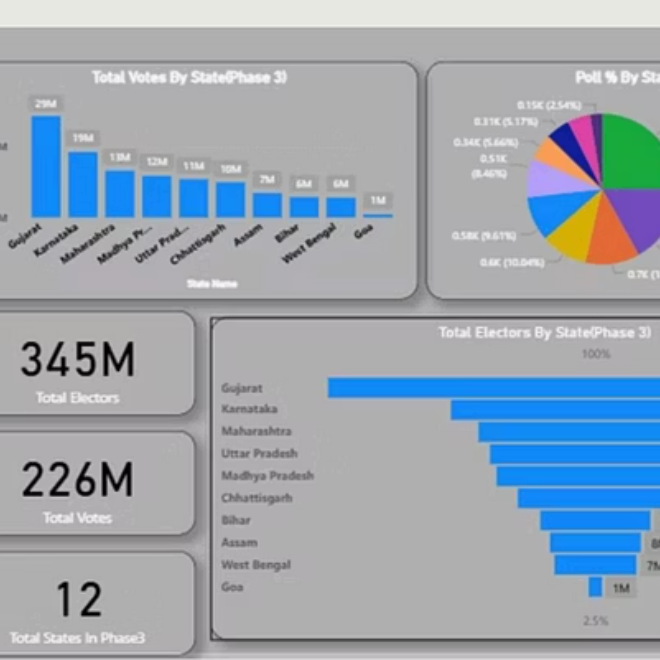 Total Votes By State(Phase 3)
29M
19M
13M
12M
11M
10M
7M
6M
6M
1M
M
M
Gujarat
Karnataka
Maharashtra
Madhya Pr...
Uttar Prad...
Chhattisgarh
Assam
Bihar
West Bengal
Goa
State Name
Poll % By Sta
0.15K (2.54%)
0.31K (5.17%)
0.34K (5.66%)
0.51K
(8.46%)
0.58K (9.61%)
0.6K (10.04%)
0.7K (1
345M
Total Electors
226M
Total Votes
12
Total States In Phase3
Total Electors By State(Phase 3)
100%
Gujarat
Karnataka
Maharashtra
Uttar Pradesh
Madhya Pradesh
Chhattisgarh
Bihar
Assam
8
West Bengal
7M
Goa
1M
2.5%